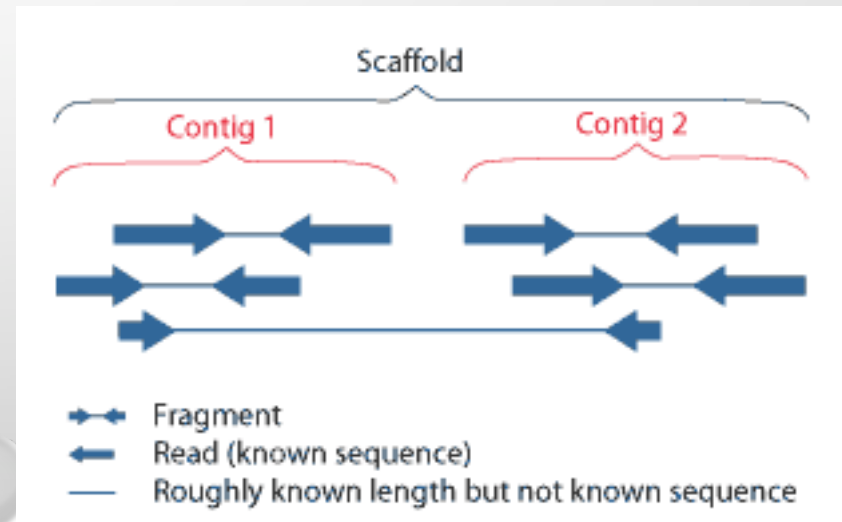 Scaffold
Contig 1
Contig 2
Fragment
Read (known sequence)
Roughly known length but not known sequence